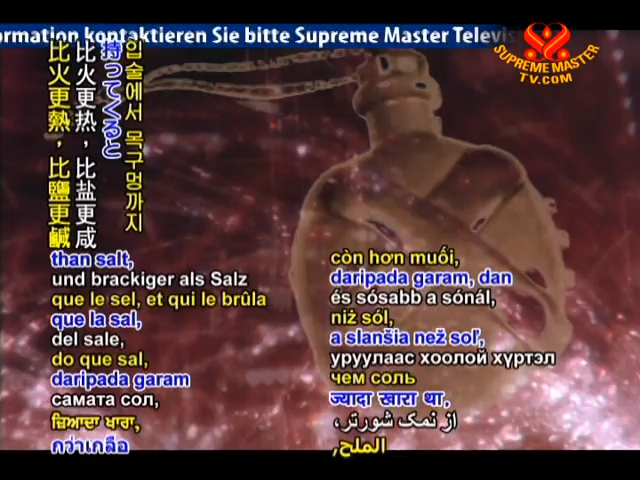 ormation kontaktieren Sie bitte Supreme Master Televis
SUPREME MASTER
TV.COM
比火更熱，比鹽更鹹
比火更热，比盐更咸
持ってくると
입술에서 목구멍까지
than salt,
und brackiger als Salz
que le sel, et qui le brûla
que la sal,
del sale,
do que sal,
daripada garam
самата сол,
ਜ਼ਿਆਦਾ ਖਾਰਾ,
กว่าเกลือ
còn hơn muối,
daripada garam, dan
és sósabb a sónál,
niż sól,
a slanšia než soľ,
уруулаас хоолой хүртэл
чем соль
ज्यादा खारा था,
از نمک شورتر،
الملح,